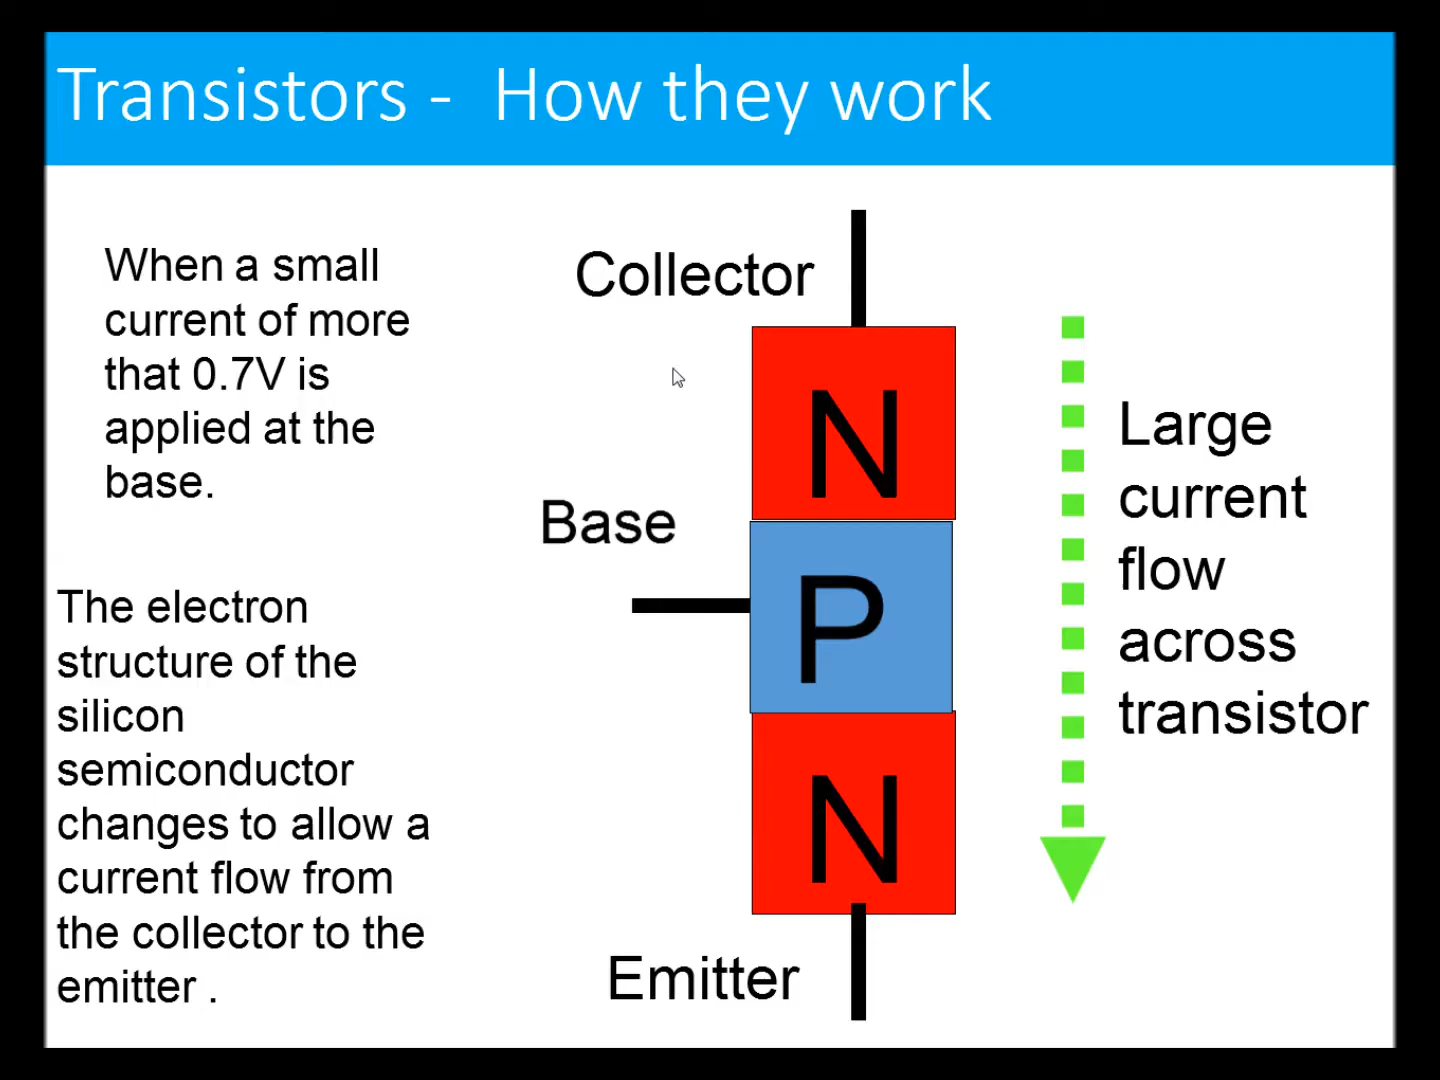 Transistors - How they work
When a small
current of more
that 0.7V is
applied at the
base.
The electron
structure of the
silicon
semiconductor
changes to allow a
current flow from
the collector to the
emitter .
Collector
Base
Emitter
N
P
N
Large
current
flow
across
transistor